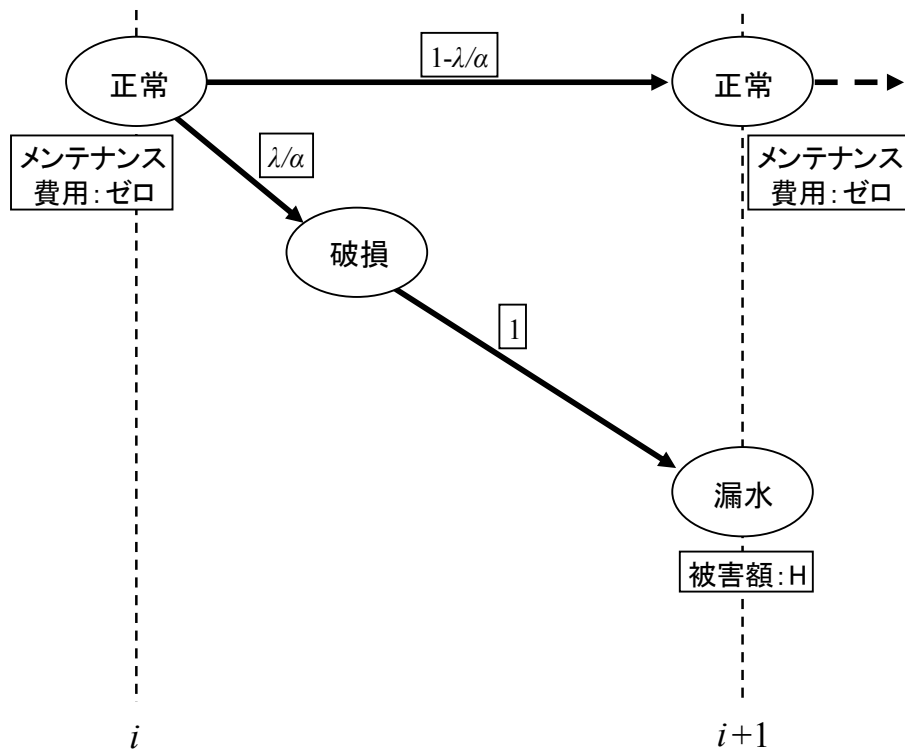 1-λ/α
正常
正常
メンテナンス
費用：ゼロ
λ/α
メンテナンス
費用：ゼロ
破損
1
漏水
被害額：H
i
i+1